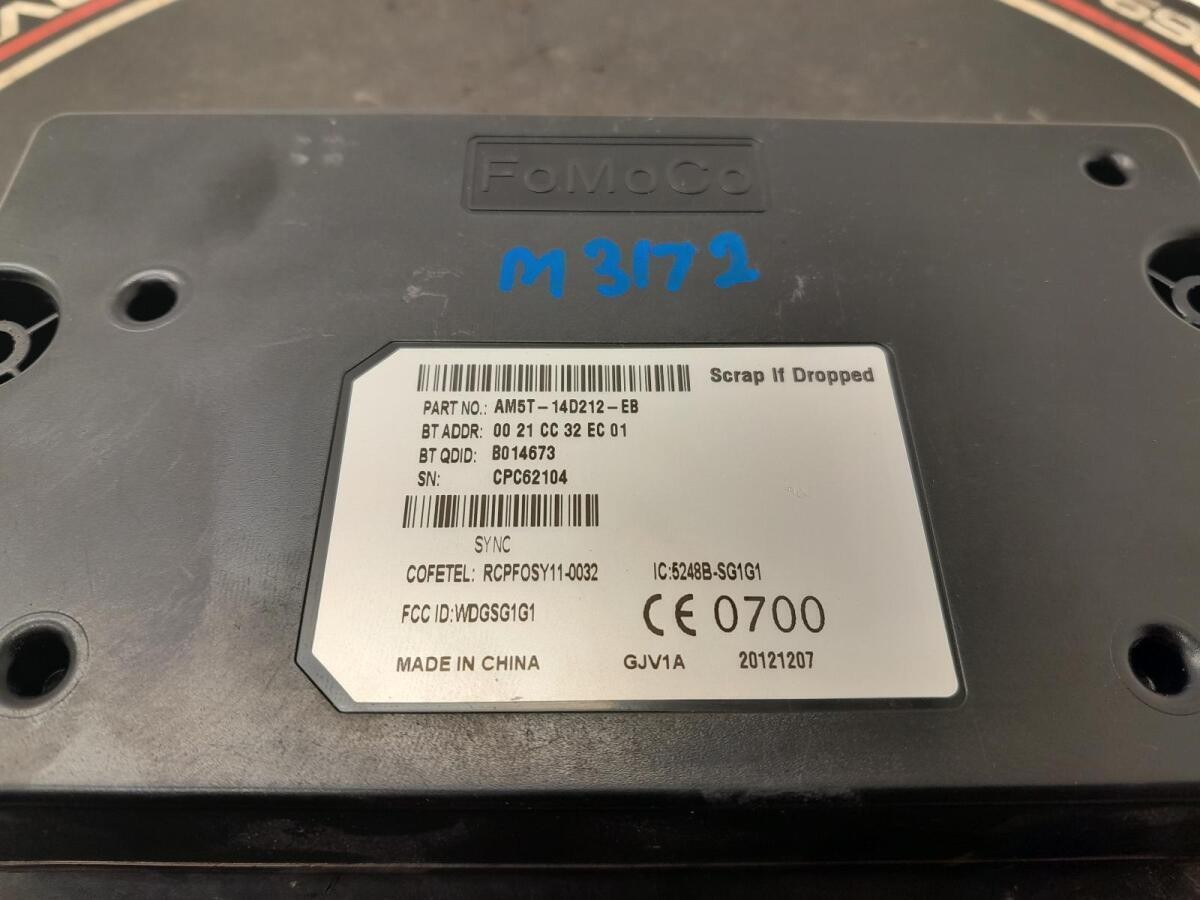 FoMoCo
M3172
Scrap If Dropped
PART NO.: AM5T-14D212-EB
BT ADDR: 00 21 CC 32 EC 01
BT QDID: B014673
SN: CPC62104
SYNC
COFETEL: RCPFOSY11-0032 IC:5248B-SG1G1
FCC ID:WDGSG1G1 CE 0700
MADE IN CHINA GJV1A 20121207